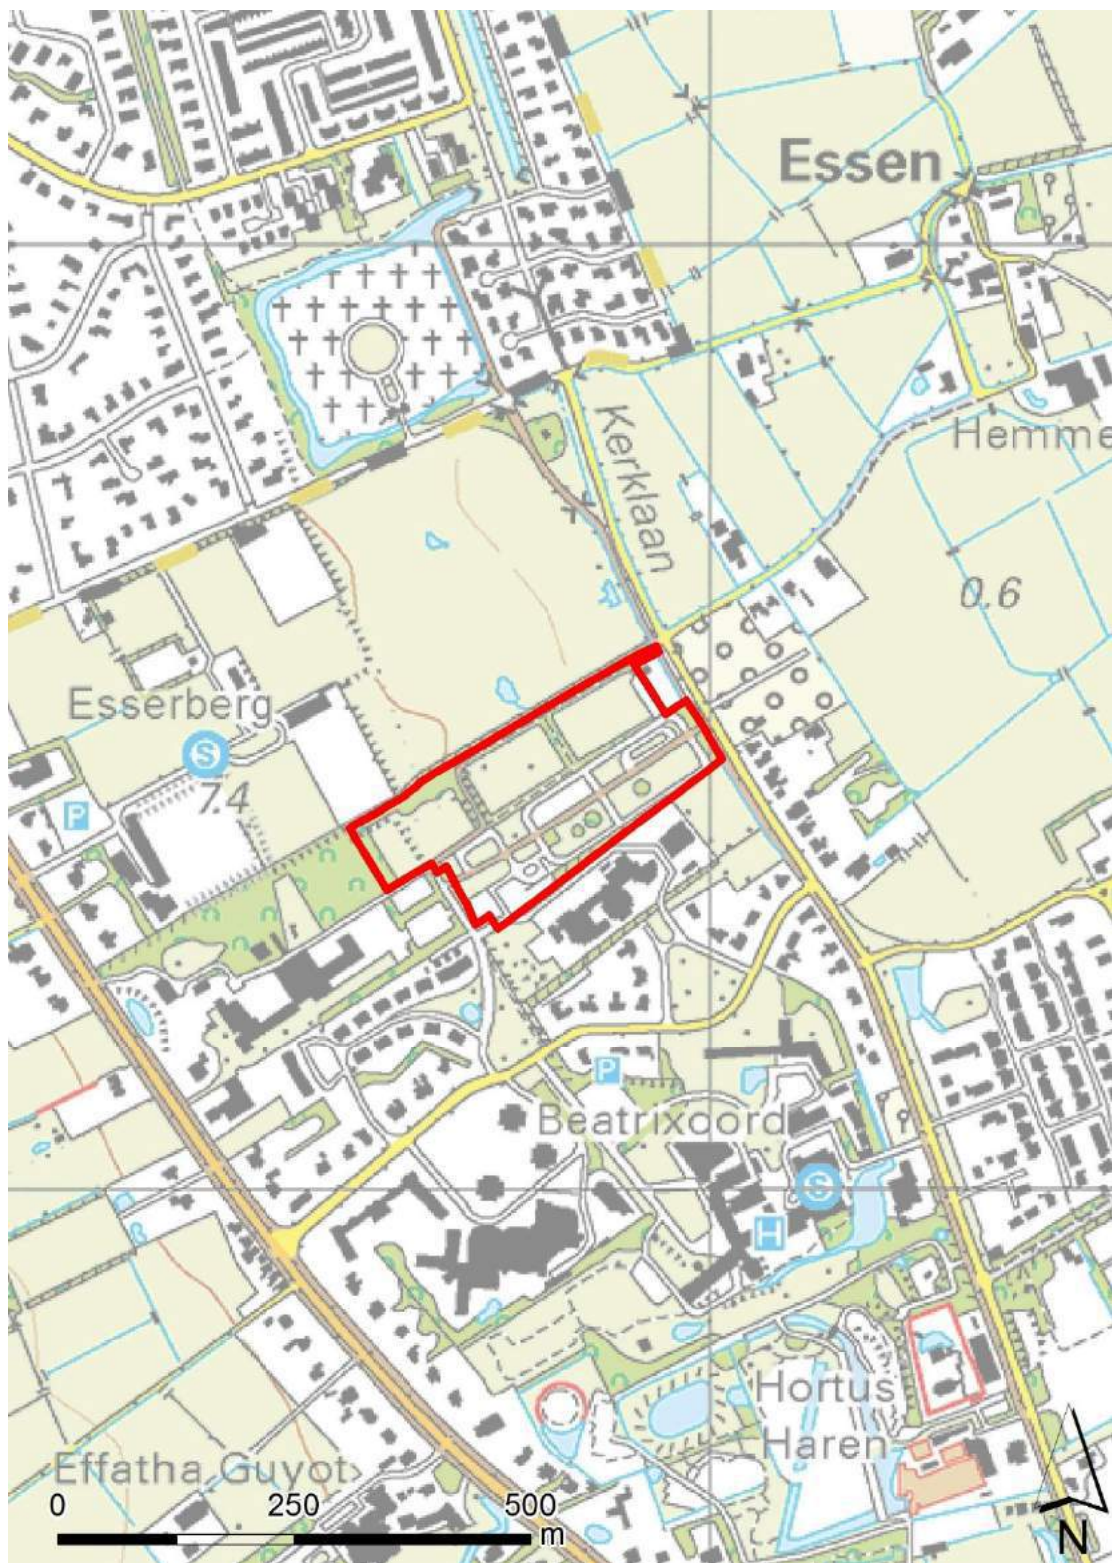 Essen
Kerklaan
Hemme
0.6
Esserberg
S
7.4
P
P
Beatrixoord
S
H
Hortus
Haren
Effatha Guyot
0 250 500
m
N